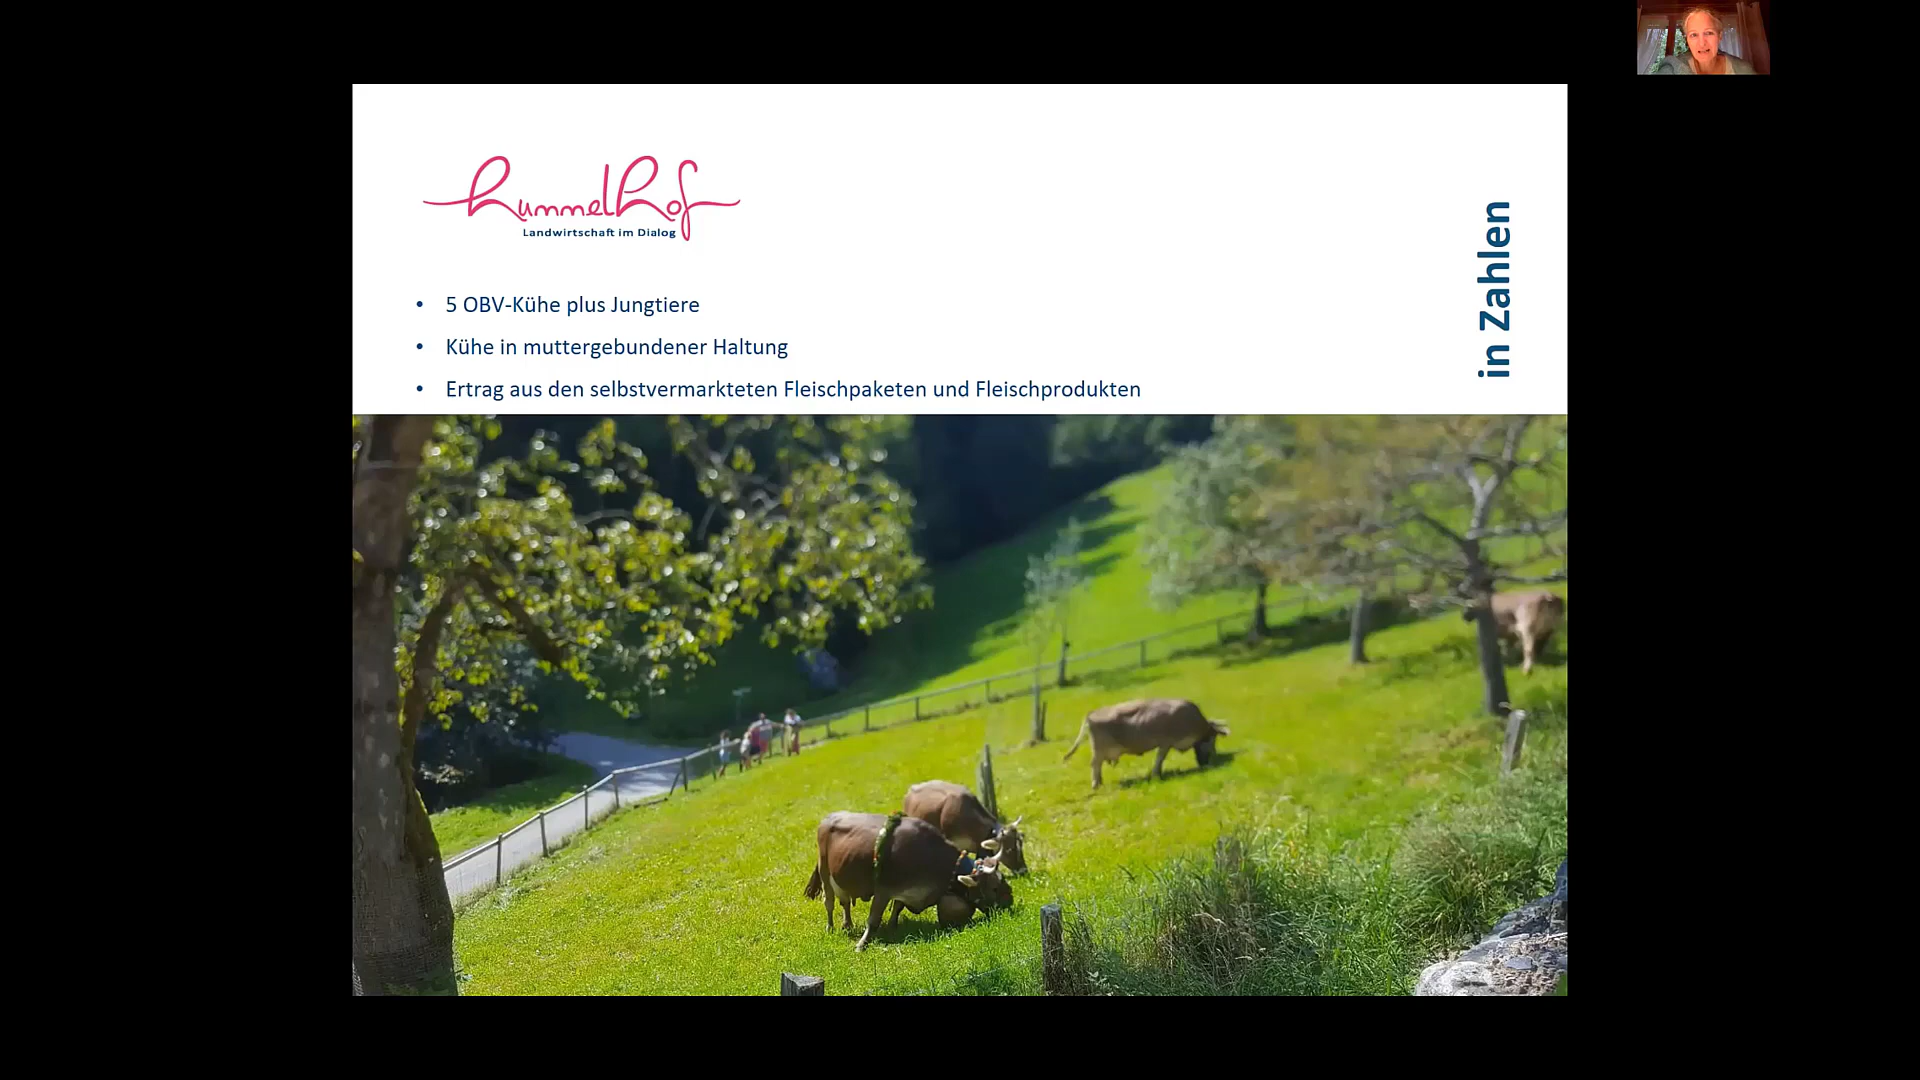 hummelhof
Landwirtschaft im Dialog
in Zahlen
• 5 OBV-Kühe plus Jungtiere
• Kühe in muttergebundener Haltung
• Ertrag aus den selbstvermarkteten Fleischpaketen und Fleischprodukten